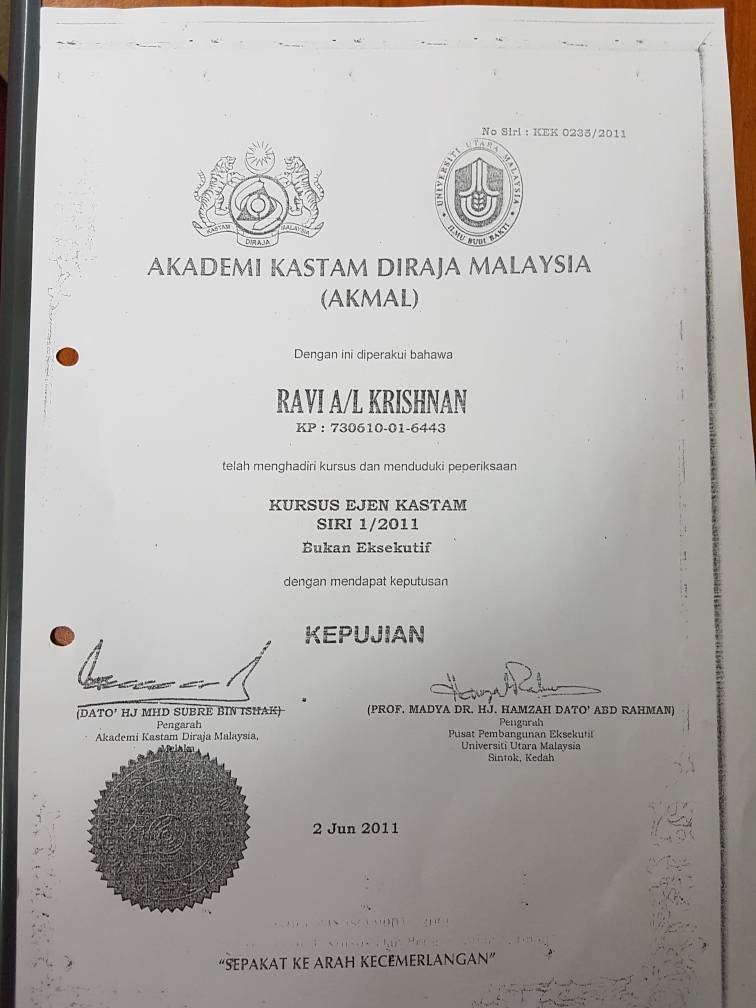 No Siri : KEK 0235/2011
KASTAM DIRAJA MALAYSIA
UNIVERSITI UTARA MALAYSIA
ILMU BUDI BAKTI
AKADEMI KASTAM DIRAJA MALAYSIA
(AKMAL)
Dengan ini diperakui bahawa
RAVI A/L KRISHNAN
KP : 730610-01-6443
telah menghadiri kursus dan menduduki peperiksaan
KURSUS EJEN KASTAM
SIRI 1/2011
Bukan Eksekutif
dengan mendapat keputusan
KEPUJIAN
(DATO' HJ MHD SUBRE BIN ISHAK)
Pengarah
Akademi Kastam Diraja Malaysia,
Melaka
(PROF. MADYA DR. HJ. HAMZAH DATO' ABD RAHMAN)
Pengarah
Pusat Pembangunan Eksekutif
Universiti Utara Malaysia
Sintok, Kedah
2 Jun 2011
"SEPAKAT KE ARAH KECEMERLANGAN"